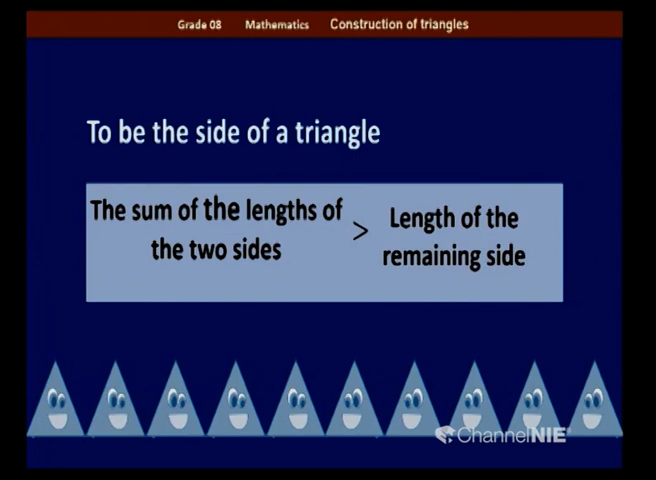 Grade 08 Mathematics Construction of triangles
To be the side of a triangle
The sum of the lengths of
the two sides
>
Length of the
remaining side
ChannelNIE